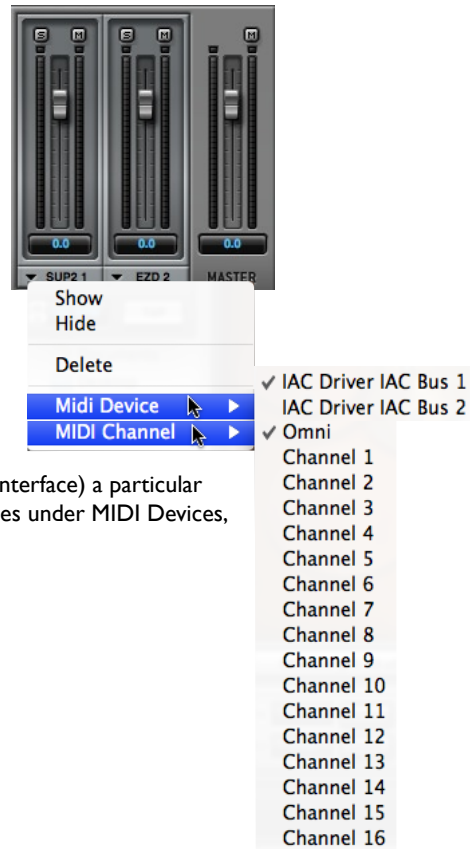 S M S M M
0.0 0.0 0.0
SUP2 1 EZD 2 MASTER
Show
Hide
Delete
Midi Device
MIDI Channel
✓ IAC Driver IAC Bus 1
IAC Driver IAC Bus 2
✓ Omni
Channel 1
Channel 2
Channel 3
Channel 4
Channel 5
Channel 6
Channel 7
Channel 8
Channel 9
Channel 10
Channel 11
Channel 12
Channel 13
Channel 14
Channel 15
Channel 16
nterface) a particular
es under MIDI Devices,